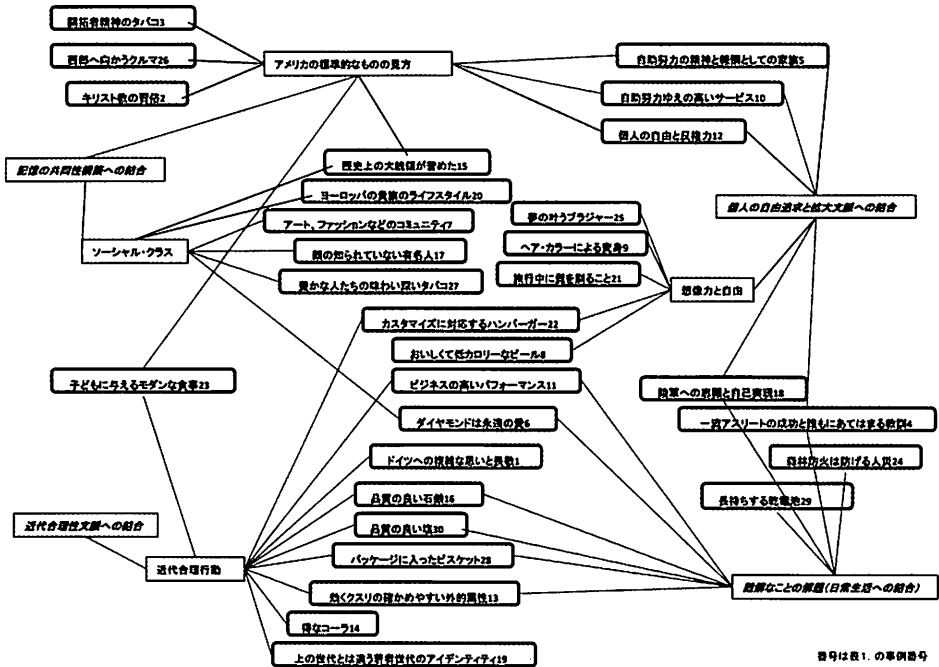 開拓者精神のタバコ3
西部へ向かうクルマ26
キリスト教の習俗2
アメリカの標準的なものの見方
自助努力の精神と報酬としての家族5
自助努力ゆえの高いサービス10
個人の自由と反権力12
記憶の共同性構築への結合
歴史上の大統領が誉めた15
ヨーロッパの貴族のライフスタイル20
アート、ファッションなどのコミュニティ7
顔の知られていない有名人17
豊かな人たちの味わい深いタバコ27
ソーシャル・クラス
夢の叶うブラジャー25
ヘア・カラーによる変身9
旅行中に髭を剃ること21
想像力と自由
個人の自由追求と拡大文脈への結合
カスタマイズに対応するハンバーガー22
おいしくて低カロリーなビール8
子どもに与えるモダンな食事23
ビジネスの高いパフォーマンス11
ダイヤモンドは永遠の愛6
ドイツへの複雑な思いと挑戦1
品質の良い石鹸16
品質の良い塩30
パッケージに入ったビスケット28
効くクスリの確かめやすい外的属性13
得なコーラ14
上の世代とは違う若者世代のアイデンティティ19
陸軍への志願と自己実現18
一流アスリートの成功と誰もにあてはまる教訓4
森林防火は防げる人災24
長持ちする乾電池29
近代合理性文脈への結合
近代合理行動
難解なことの解題(日常生活への結合)
番号は表1. の事例番号